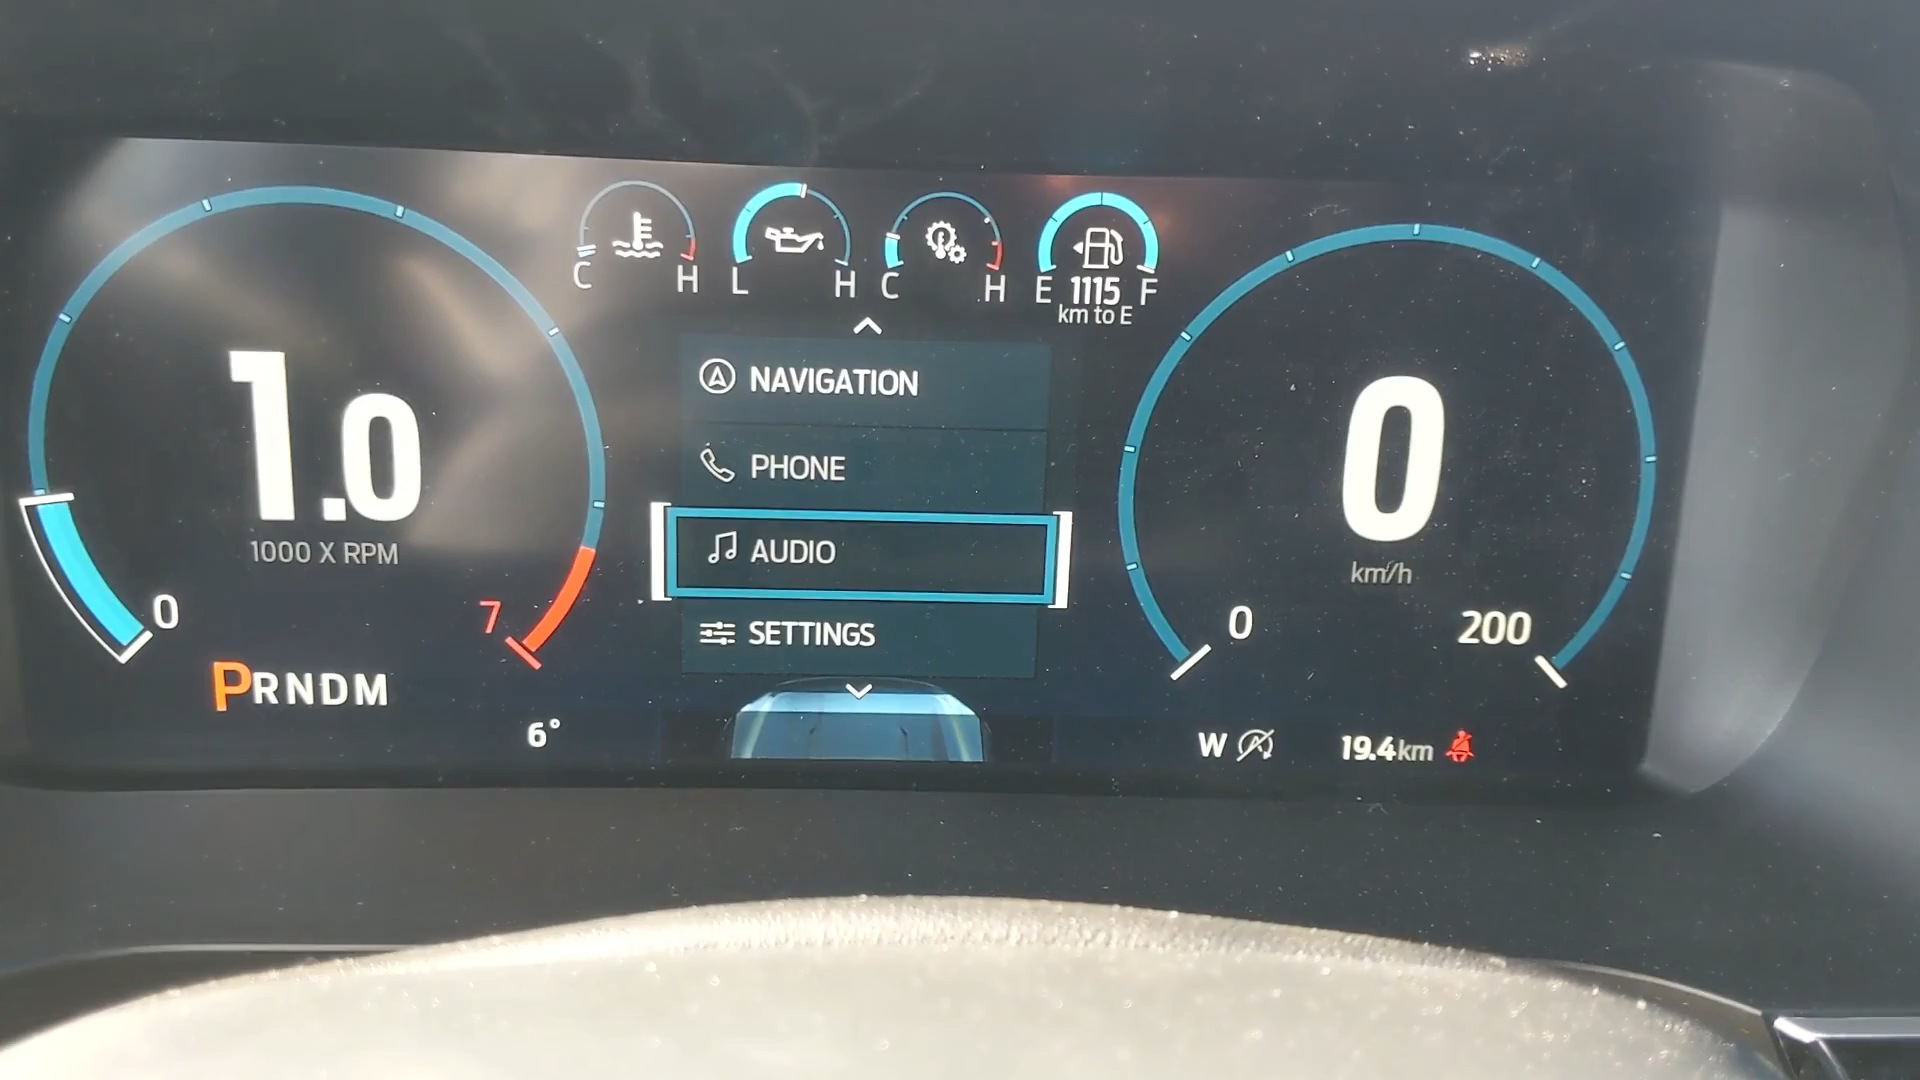 C H
L H
C H
E 1115 F
km to E
NAVIGATION
PHONE
AUDIO
SETTINGS
1.0
1000 X RPM
0
7
PRNDM
6°
0
km/h
0
200
W
19.4km